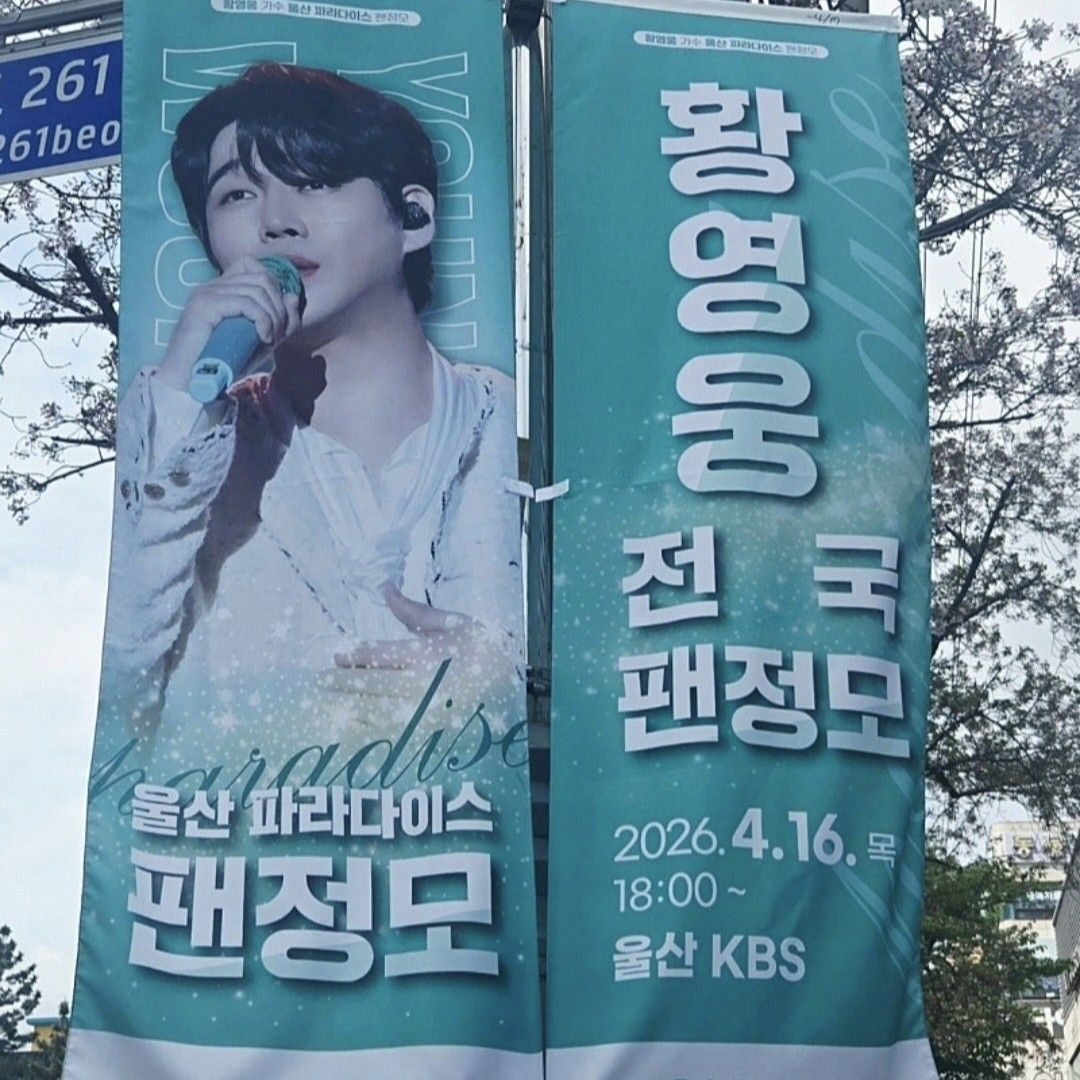 261
261beo
황영웅 가수 울산 파라다이스 팬정모
YOUN
WOO
paradise
울산 파라다이스
팬정모
황영웅 가수 울산 파라다이스 팬정모
황
영
웅
전 국
팬정모
2026. 4.16. 목
18:00 ~
울산 KBS